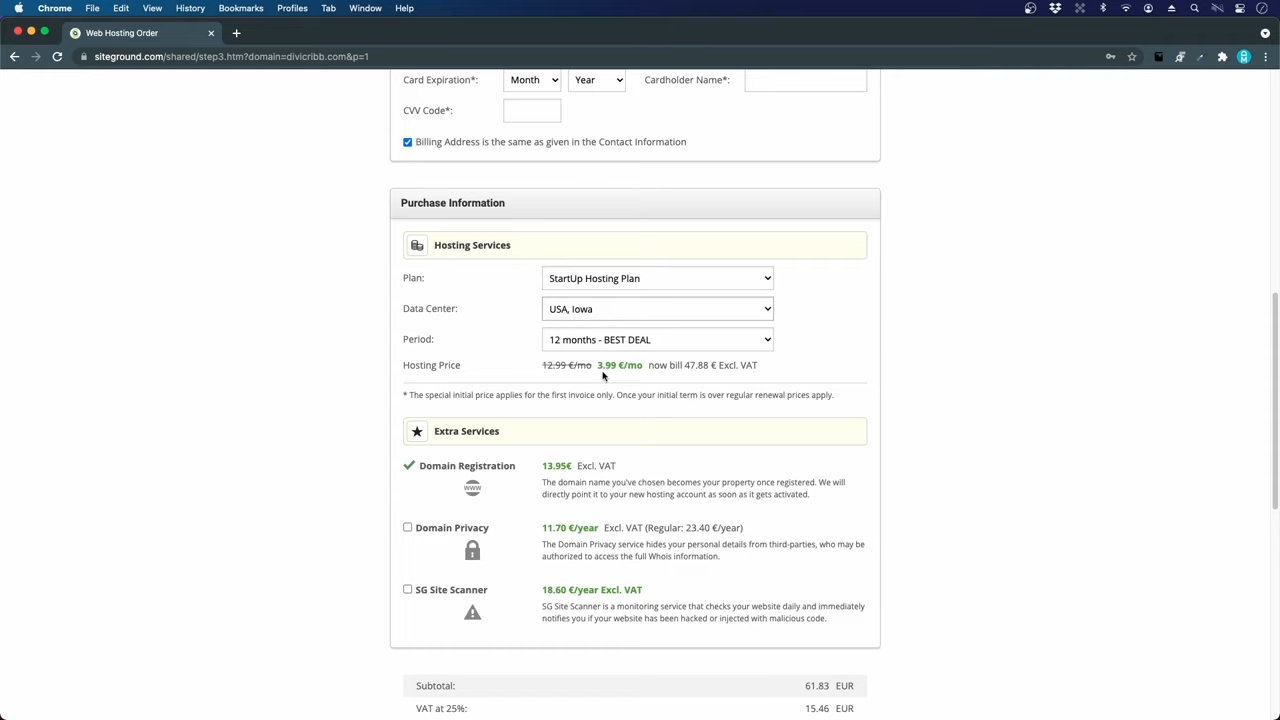 Chrome File Edit View History Bookmarks Profiles Tab Window Help
Web Hosting Order
siteground.com/shared/step3.htm?domain=divicribb.com&p=1
Card Expiration*: Month Year Cardholder Name*:
CVV Code*:
Billing Address is the same as given in the Contact Information
Purchase Information
Hosting Services
Plan: StartUp Hosting Plan
Data Center: USA, Iowa
Period: 12 months - BEST DEAL
Hosting Price 12.99 €/mo 3.99 €/mo now bill 47.88 € Excl. VAT
* The special initial price applies for the first invoice only. Once your initial term is over regular renewal prices apply.
Extra Services
Domain Registration 13.95€ Excl. VAT
www
The domain name you've chosen becomes your property once registered. We will
directly point it to your new hosting account as soon as it gets activated.
Domain Privacy 11.70 €/year Excl. VAT (Regular: 23.40 €/year)
The Domain Privacy service hides your personal details from third-parties, who may be
authorized to access the full Whois information.
SG Site Scanner 18.60 €/year Excl. VAT
SG Site Scanner is a monitoring service that checks your website daily and immediately
notifies you if your website has been hacked or injected with malicious code.
Subtotal: 61.83 EUR
VAT at 25%: 15.46 EUR